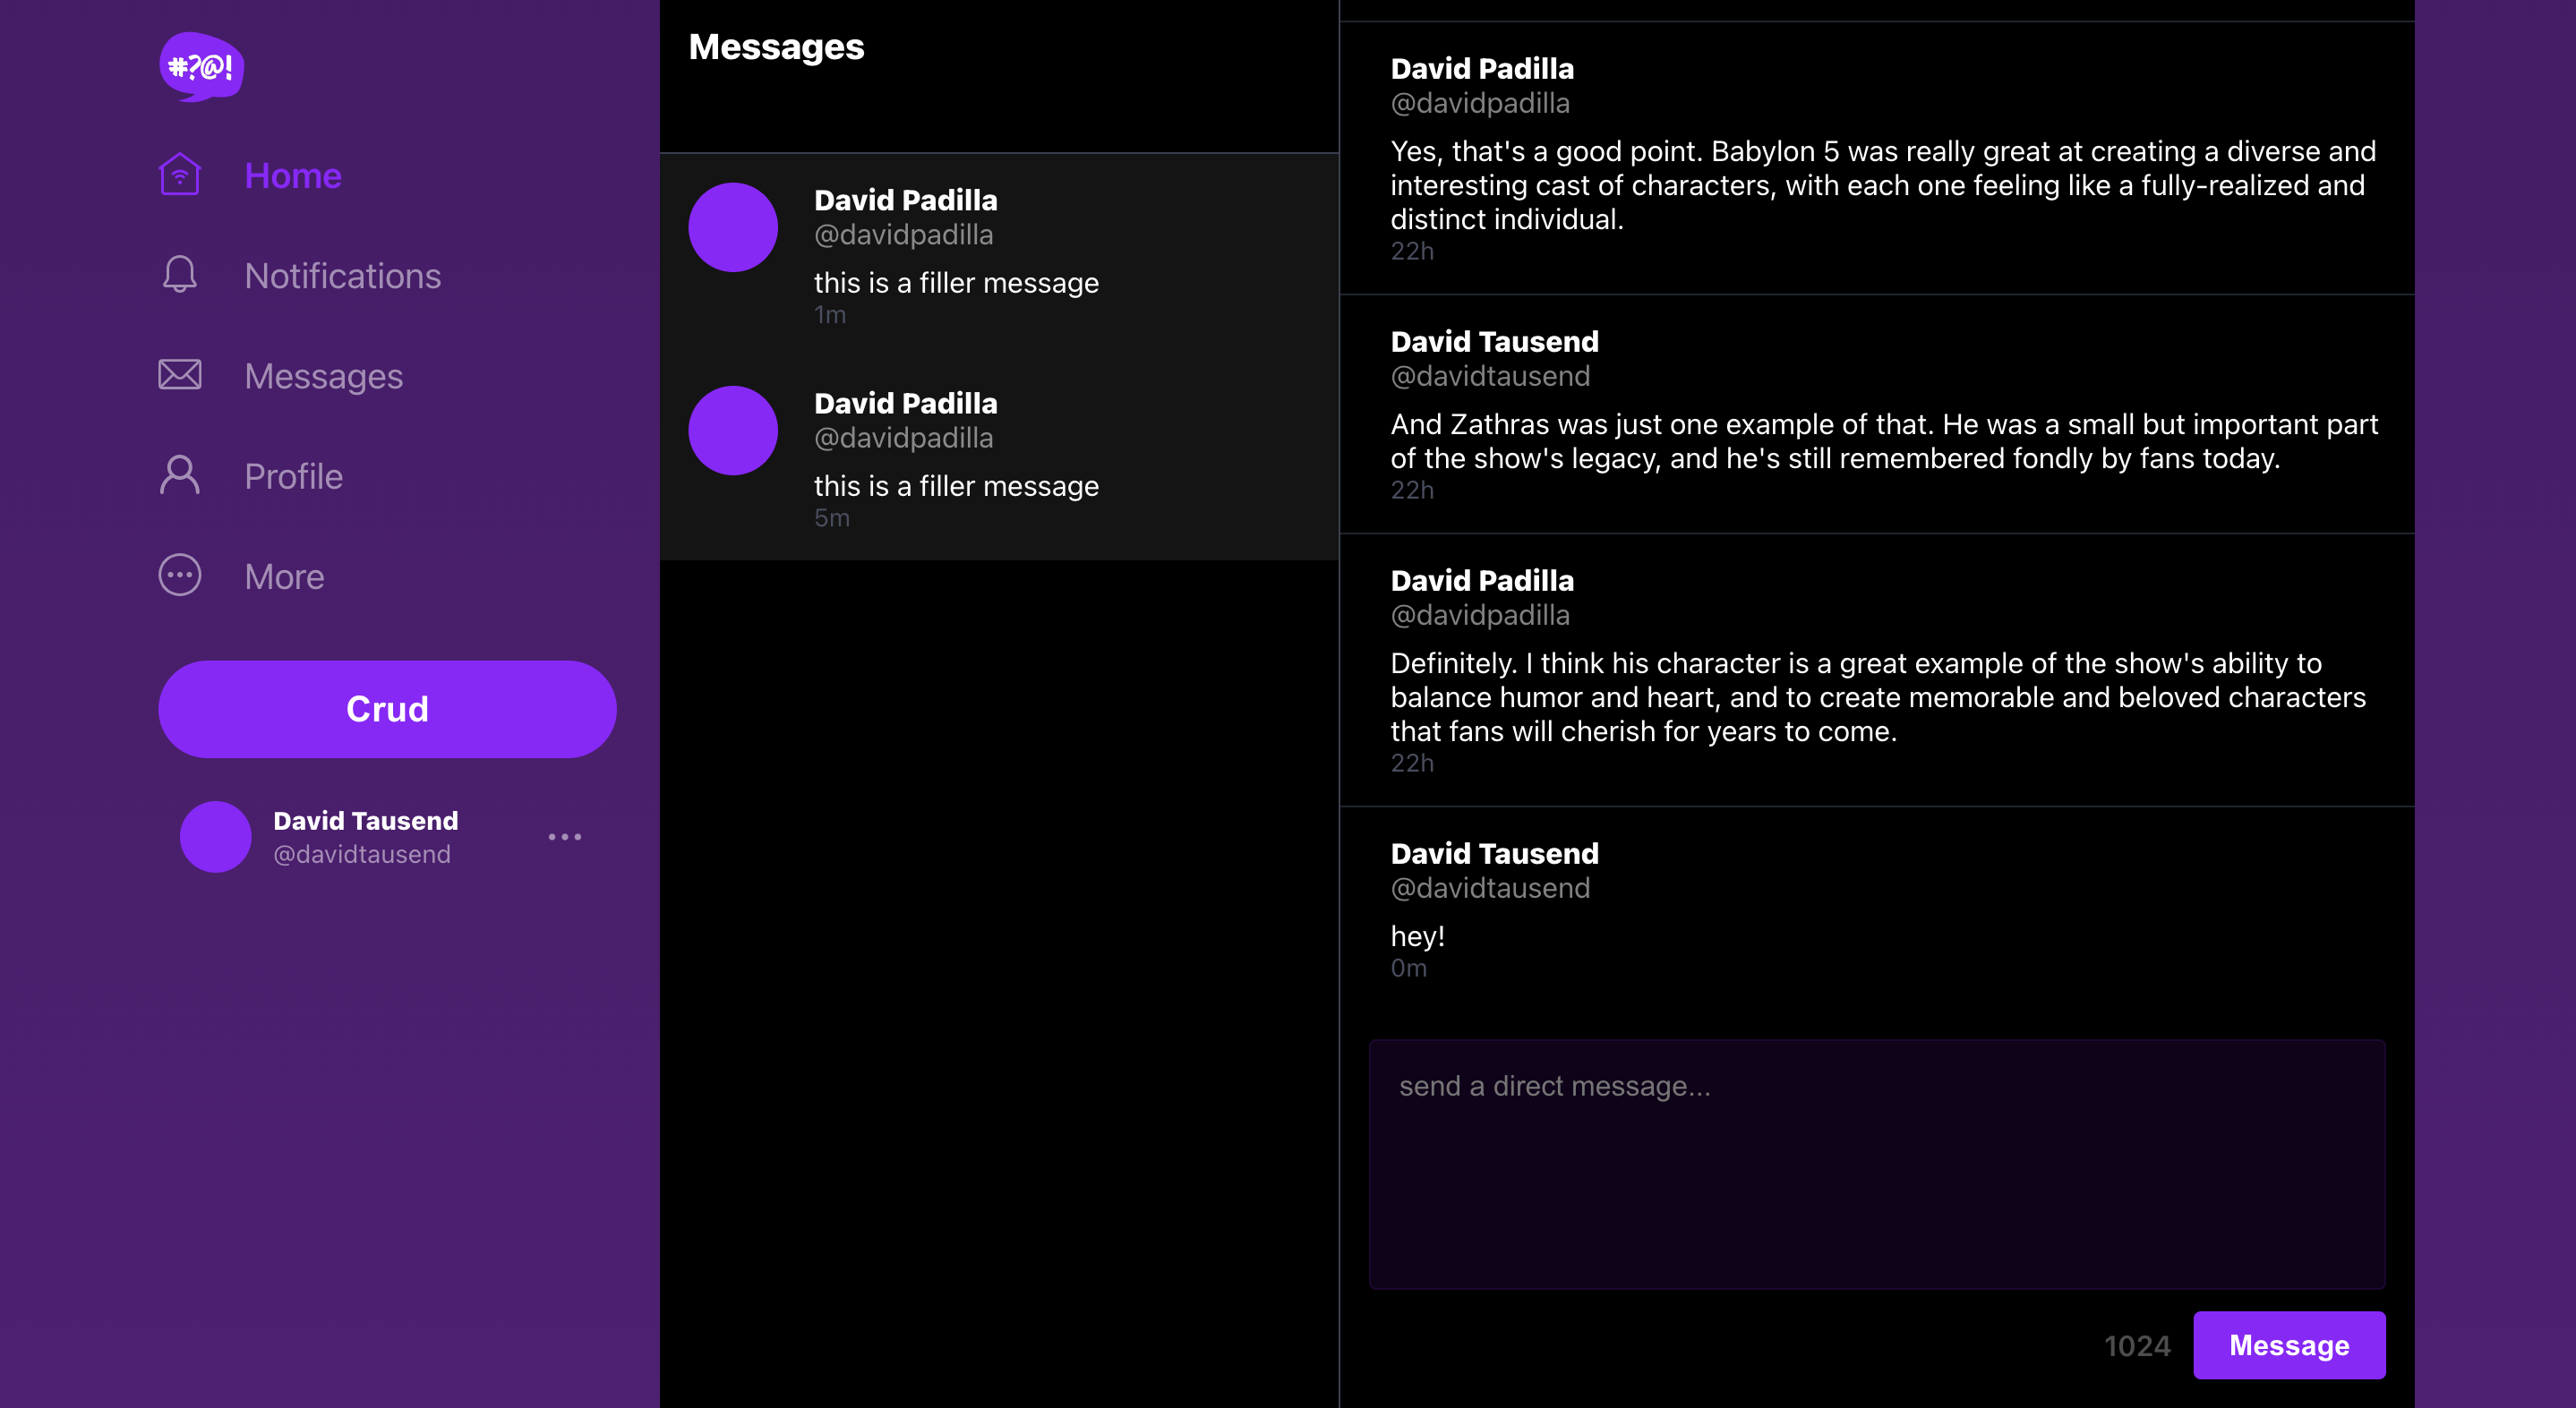 #?@!
Home
Notifications
Messages
Profile
More
Crud
David Tausend
@davidtausend
Messages
David Padilla
@davidpadilla
this is a filler message
1m
David Padilla
@davidpadilla
this is a filler message
5m
David Padilla
@davidpadilla
Yes, that's a good point. Babylon 5 was really great at creating a diverse and
interesting cast of characters, with each one feeling like a fully-realized and
distinct individual.
22h
David Tausend
@davidtausend
And Zathras was just one example of that. He was a small but important part
of the show's legacy, and he's still remembered fondly by fans today.
22h
David Padilla
@davidpadilla
Definitely. I think his character is a great example of the show's ability to
balance humor and heart, and to create memorable and beloved characters
that fans will cherish for years to come.
22h
David Tausend
@davidtausend
hey!
0m
send a direct message...
1024
Message